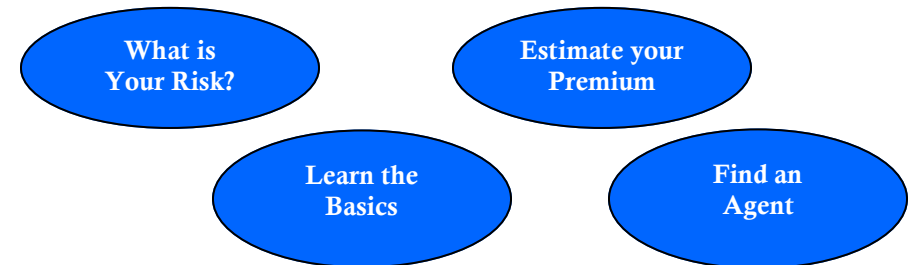 What is
Your Risk?
Estimate your
Premium
Learn the
Basics
Find an
Agent